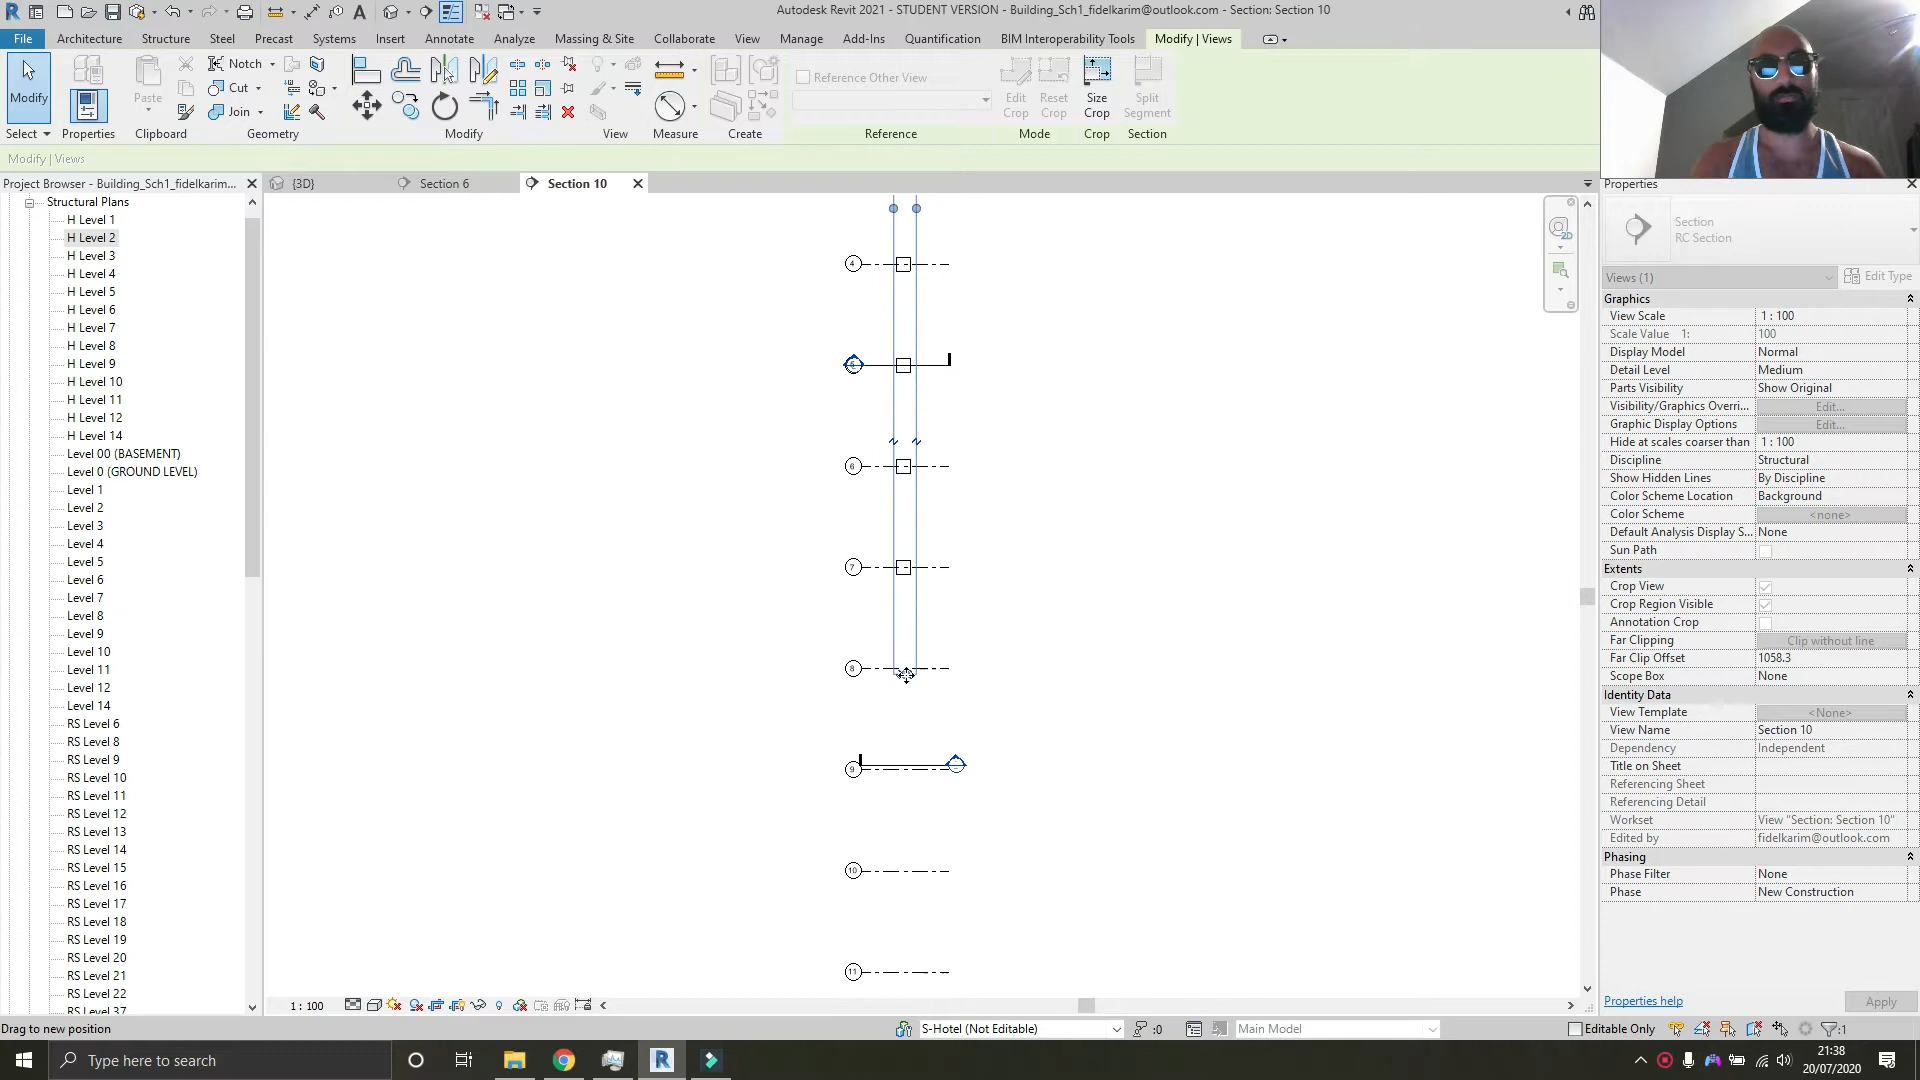 Autodesk Revit 2021 - STUDENT VERSION - Building_Sch1_fidelkarim@outlook.com - Section: Section 10
File Architecture Structure Steel Precast Systems Insert Annotate Analyze Massing & Site Collaborate View Manage Add-Ins Quantification BIM Interoperability Tools Modify | Views
Modify
Paste
Notch
Cut
Join
Reference Other View
Edit Crop
Reset Crop
Size Crop
Split Segment
Select Properties Clipboard Geometry Modify View Measure Create Reference Mode Crop Section
Modify | Views
Project Browser - Building_Sch1_fidelkarim...
{3D}
Section 6
Section 10
Structural Plans
H Level 1
H Level 2
H Level 3
H Level 4
H Level 5
H Level 6
H Level 7
H Level 8
H Level 9
H Level 10
H Level 11
H Level 12
H Level 14
Level 00 (BASEMENT)
Level 0 (GROUND LEVEL)
Level 1
Level 2
Level 3
Level 4
Level 5
Level 6
Level 7
Level 8
Level 9
Level 10
Level 11
Level 12
Level 14
RS Level 6
RS Level 8
RS Level 9
RS Level 10
RS Level 11
RS Level 12
RS Level 13
RS Level 14
RS Level 15
RS Level 16
RS Level 17
RS Level 18
RS Level 19
RS Level 20
RS Level 21
RS Level 22
RS Level 37
4
6
7
8
9
10
11
2D
Properties
Section
RC Section
Views (1)
Edit Type
Graphics
View Scale 1 : 100
Scale Value 1: 100
Display Model Normal
Detail Level Medium
Parts Visibility Show Original
Visibility/Graphics Overri... Edit...
Graphic Display Options Edit...
Hide at scales coarser than 1 : 100
Discipline Structural
Show Hidden Lines By Discipline
Color Scheme Location Background
Color Scheme <none>
Default Analysis Display S... None
Sun Path
Extents
Crop View
Crop Region Visible
Annotation Crop
Far Clipping Clip without line
Far Clip Offset 1058.3
Scope Box None
Identity Data
View Template <None>
View Name Section 10
Dependency Independent
Title on Sheet
Referencing Sheet
Referencing Detail
Workset View "Section: Section 10"
Edited by fidelkarim@outlook.com
Phasing
Phase Filter None
Phase New Construction
Properties help
Apply
1 : 100
Drag to new position
S-Hotel (Not Editable)
:0
Main Model
Editable Only
:1
Type here to search
21:38
20/07/2020